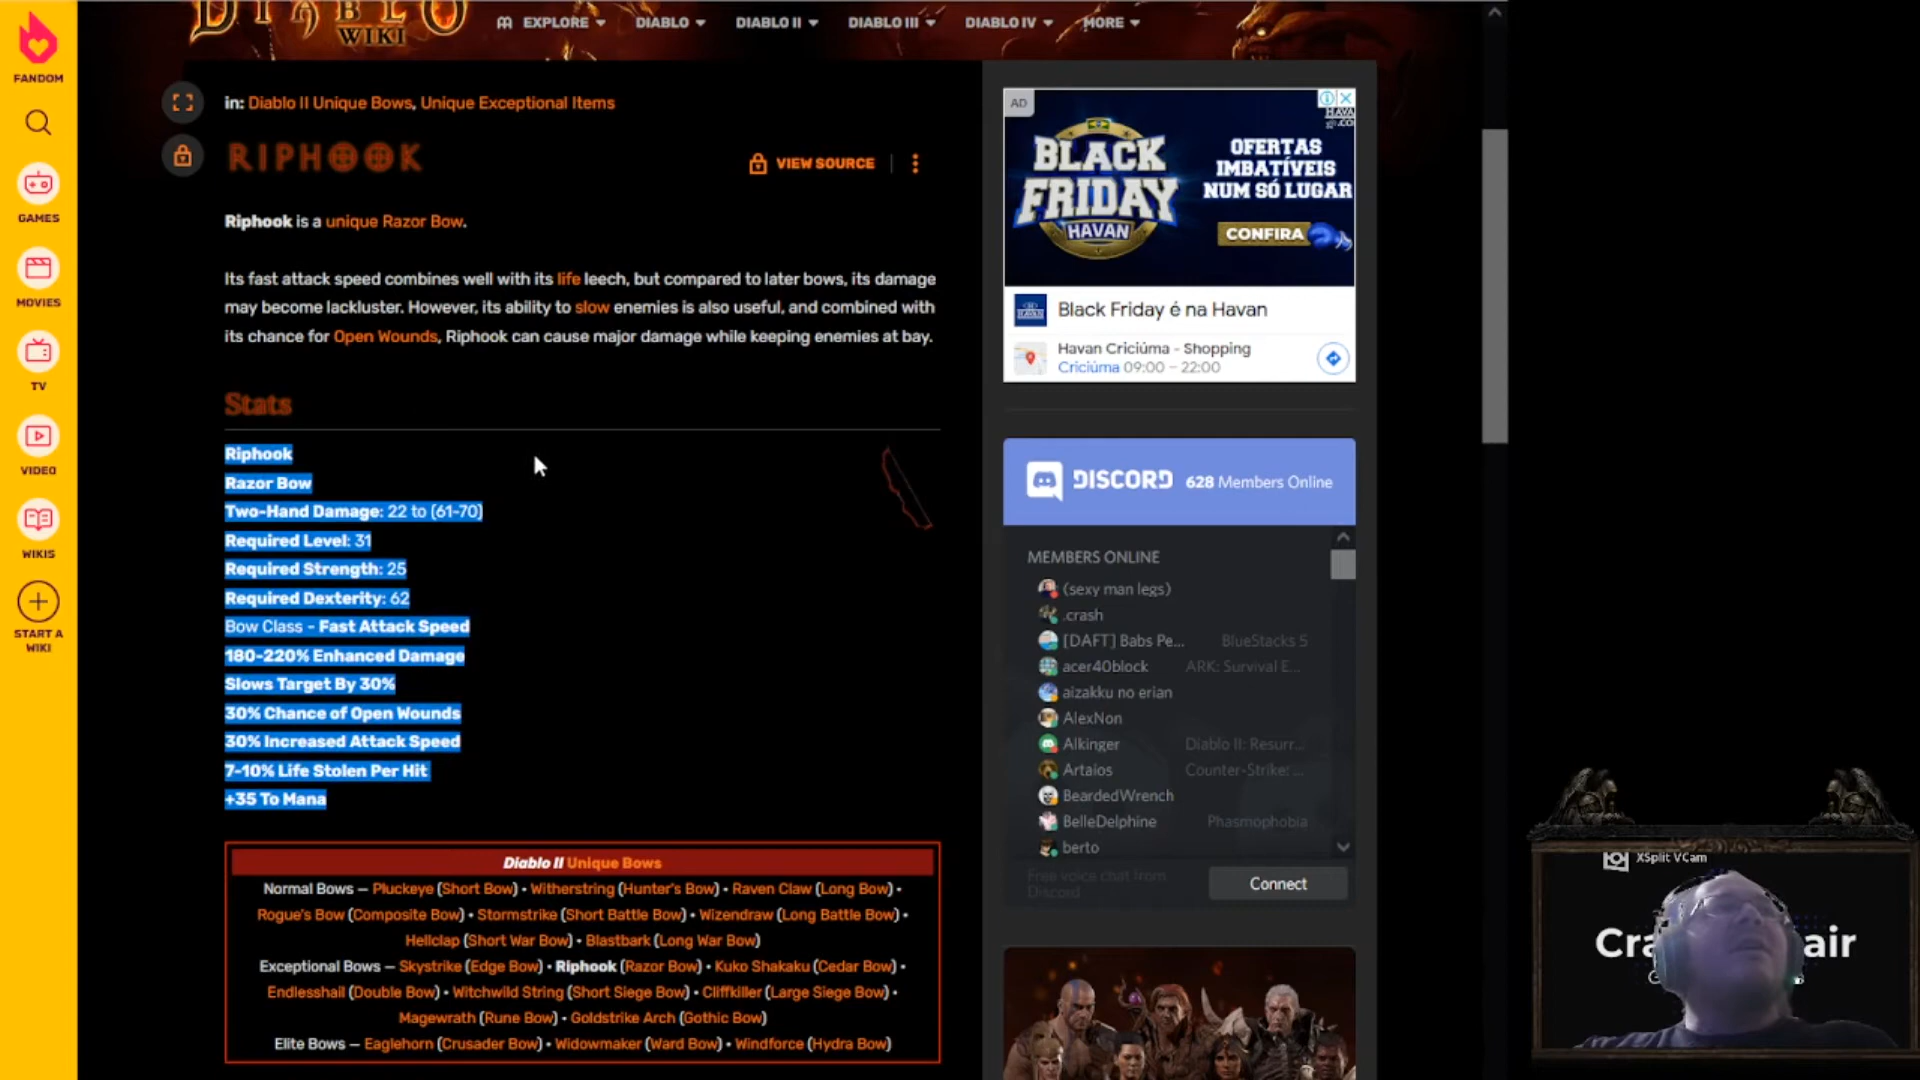 DIABLO
WIKI
EXPLORE
DIABLO
DIABLO II
DIABLO III
DIABLO IV
MORE
FANDOM
GAMES
MOVIES
TV
VIDEO
WIKIS
START A
WIKI
in: Diablo II Unique Bows, Unique Exceptional Items
RIPHOOK
VIEW SOURCE
Riphook is a unique Razor Bow.
Its fast attack speed combines well with its life leech, but compared to later bows, its damage
may become lackluster. However, its ability to slow enemies is also useful, and combined with
its chance for Open Wounds, Riphook can cause major damage while keeping enemies at bay.
Stats
Riphook
Razor Bow
Two-Hand Damage: 22 to (61-70)
Required Level: 31
Required Strength: 25
Required Dexterity: 62
Bow Class - Fast Attack Speed
180-220% Enhanced Damage
Slows Target By 30%
30% Chance of Open Wounds
30% Increased Attack Speed
7-10% Life Stolen Per Hit
+35 To Mana
Diablo II Unique Bows
Normal Bows — Pluckeye (Short Bow) • Witherstring (Hunter's Bow) • Raven Claw (Long Bow) •
Rogue's Bow (Composite Bow) • Stormstrike (Short Battle Bow) • Wizendraw (Long Battle Bow) •
Hellclap (Short War Bow) • Blastbark (Long War Bow)
Exceptional Bows — Skystrike (Edge Bow) • Riphook (Razor Bow) • Kuko Shakaku (Cedar Bow) •
Endlesshail (Double Bow) • Witchwild String (Short Siege Bow) • Cliffkiller (Large Siege Bow) •
Magewrath (Rune Bow) • Goldstrike Arch (Gothic Bow)
Elite Bows — Eaglehorn (Crusader Bow) • Widowmaker (Ward Bow) • Windforce (Hydra Bow)
AD
BLACK
FRIDAY
HAVAN
OFERTAS
IMBATÍVEIS
NUM SÓ LUGAR
CONFIRA
Black Friday é na Havan
Havan Criciúma - Shopping
Criciúma 09:00 – 22:00
DISCORD 628 Members Online
MEMBERS ONLINE
(sexy man legs)
.crash
[DAFT] Babs Pe... BlueStacks 5
acer40block ARK: Survival E...
aizakku no erian
AlexNon
Alkinger Diablo II: Resurr...
Artaios Counter-Strike: ...
BeardedWrench
BelleDelphine Phasmophobia
berto
Free voice chat from
Discord
Connect
XSplit VCam